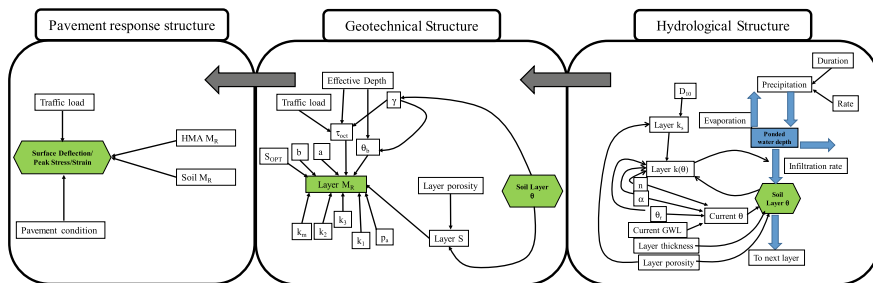 Pavement response structure
Geotechnical Structure
Hydrological Structure
Traffic load
HMA M_R
Surface Deflection/
Peak Stress/Strain
Soil M_R
Pavement condition
Effective Depth
Traffic load
γ
τ_oct
θ_b
S_OPT
b
a
Layer M_R
k_m
k_2
k_3
k_1
p_a
Layer porosity
Layer S
Soil Layer
θ
Duration
Precipitation
Rate
D_10
Evaporation
Layer k_s
Ponded
water depth
Infiltration rate
Layer k(θ)
n
α
θ_r
Current θ
Soil
Layer θ
Current GWL
Layer thickness
Layer porosity
To next layer